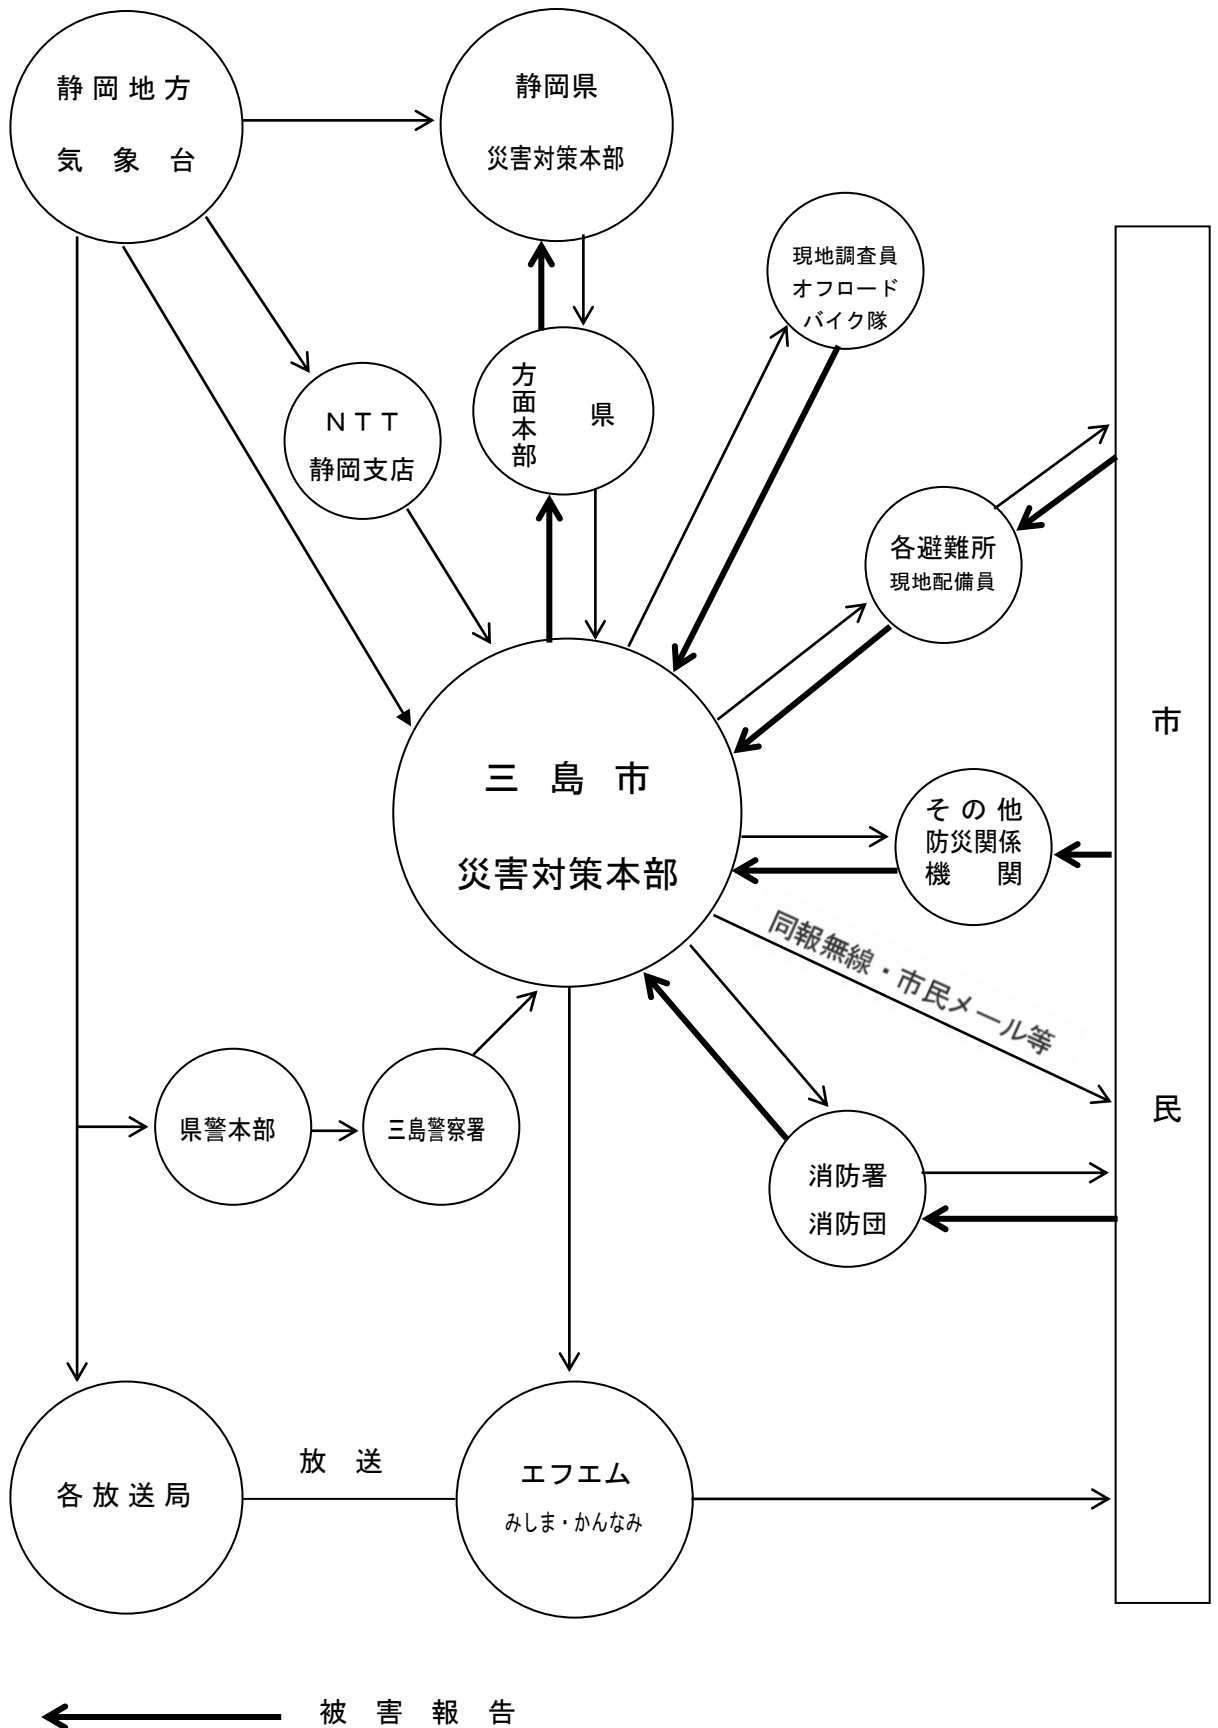 静岡地方
気象台
静岡県
災害対策本部
現地調査員
オフロード
バイク隊
NTT
静岡支店
県
方面本部
各避難所
現地配備員
三島市
災害対策本部
その他
防災関係
機関
同報無線・市民メール等
市民
県警本部
三島警察署
消防署
消防団
各放送局
放送
エフエム
みしま・かんなみ
被害報告